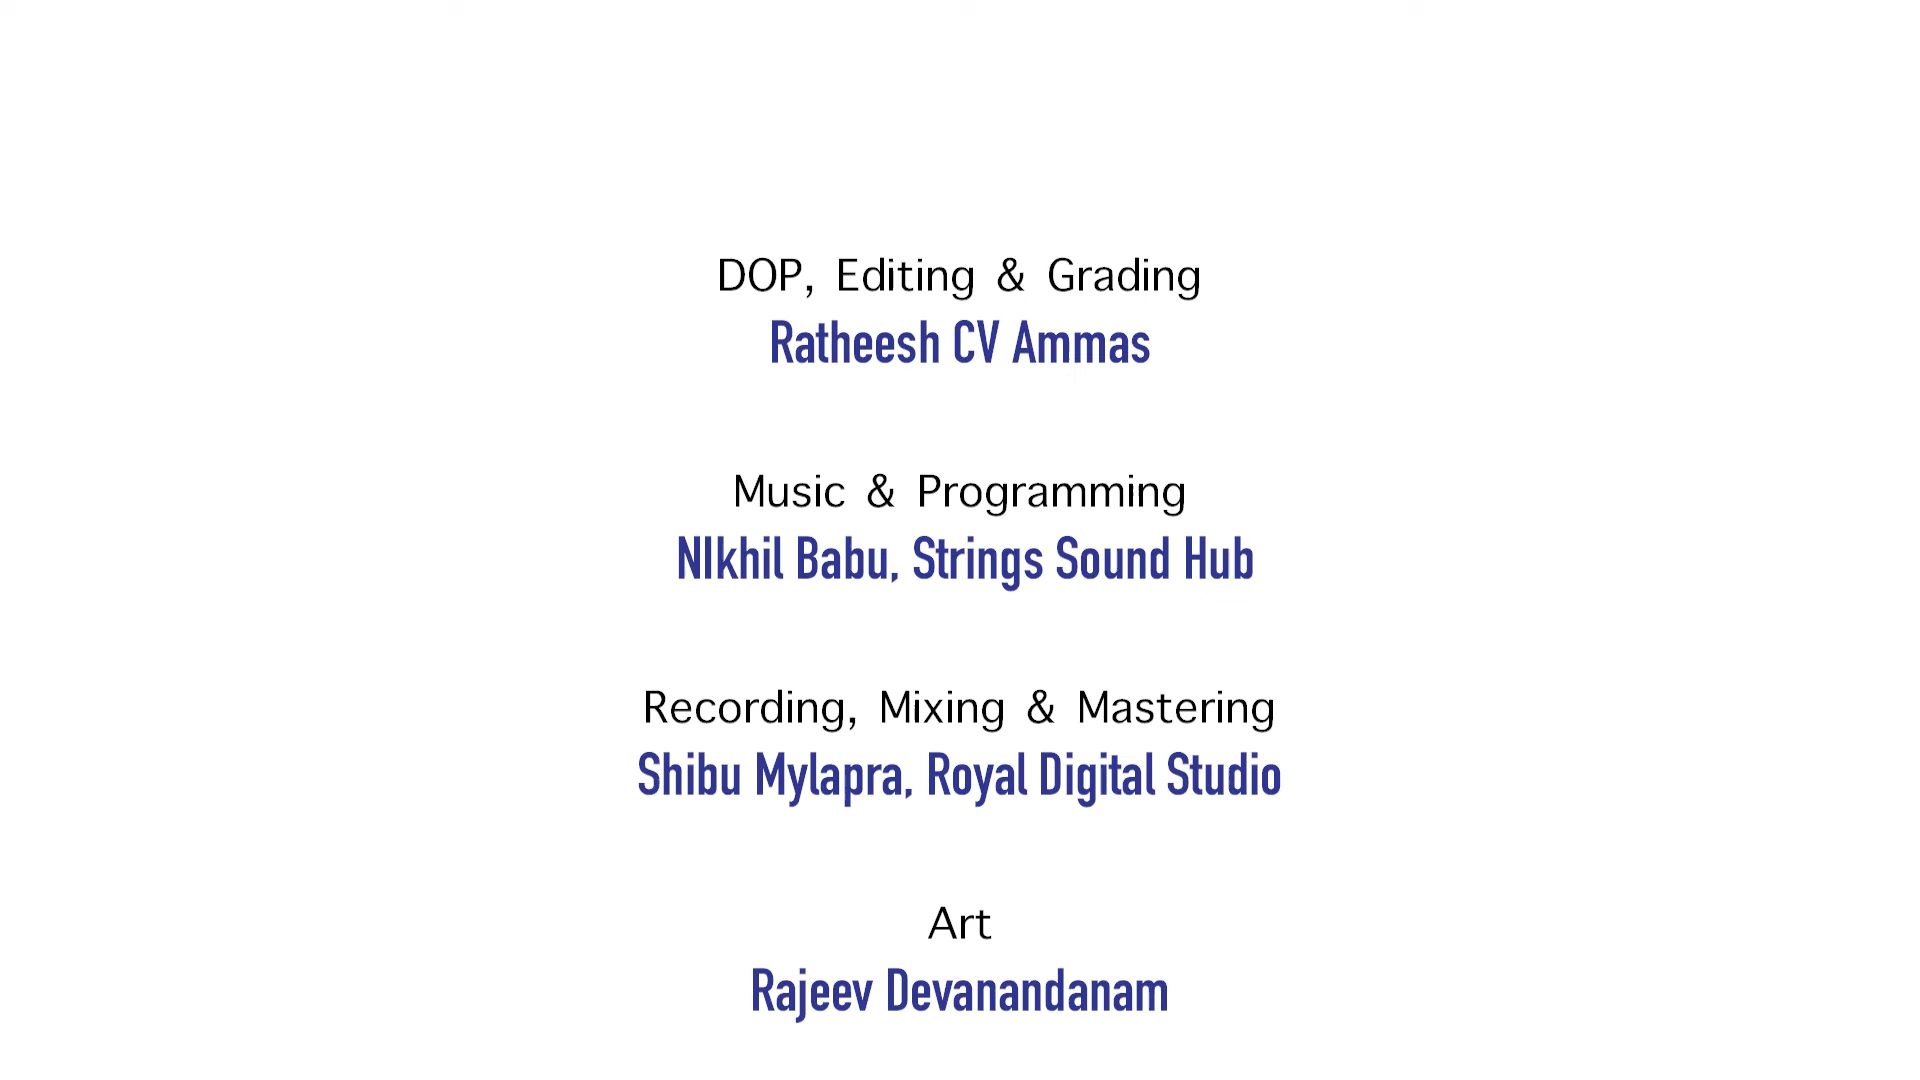 DOP, Editing & Grading
Ratheesh CV Ammas
Music & Programming
NIkhil Babu, Strings Sound Hub
Recording, Mixing & Mastering
Shibu Mylapra, Royal Digital Studio
Art
Rajeev Devanandanam